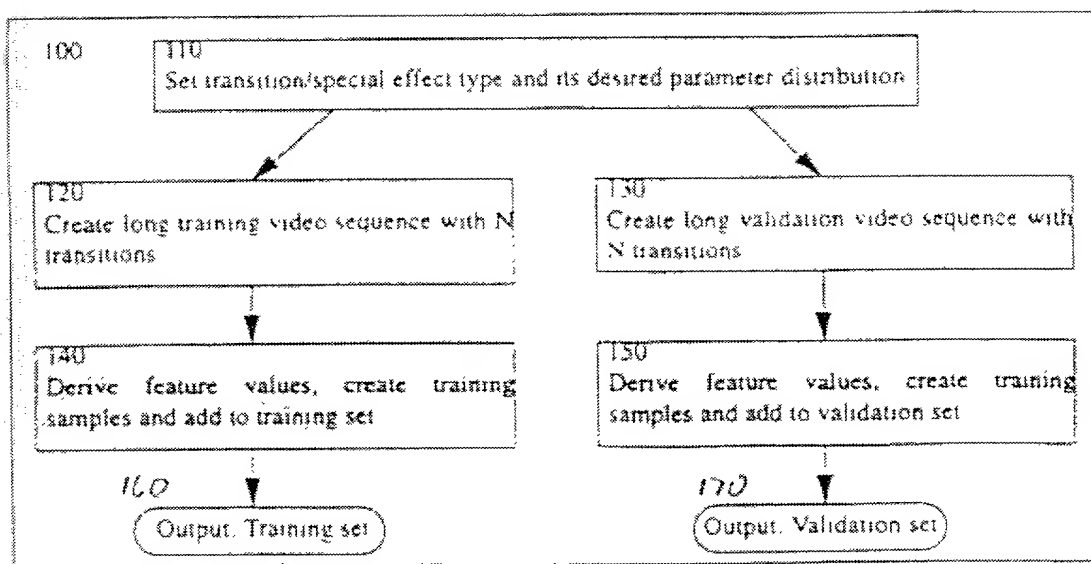 100
110
Set transition/special effect type and its desired parameter distribution
120
Create long training video sequence with N
transitions
130
Create long validation video sequence with
N transitions
140
Derive feature values, create training
samples and add to training set
150
Derive feature values, create training
samples and add to validation set
160
Output. Training set
170
Output. Validation set